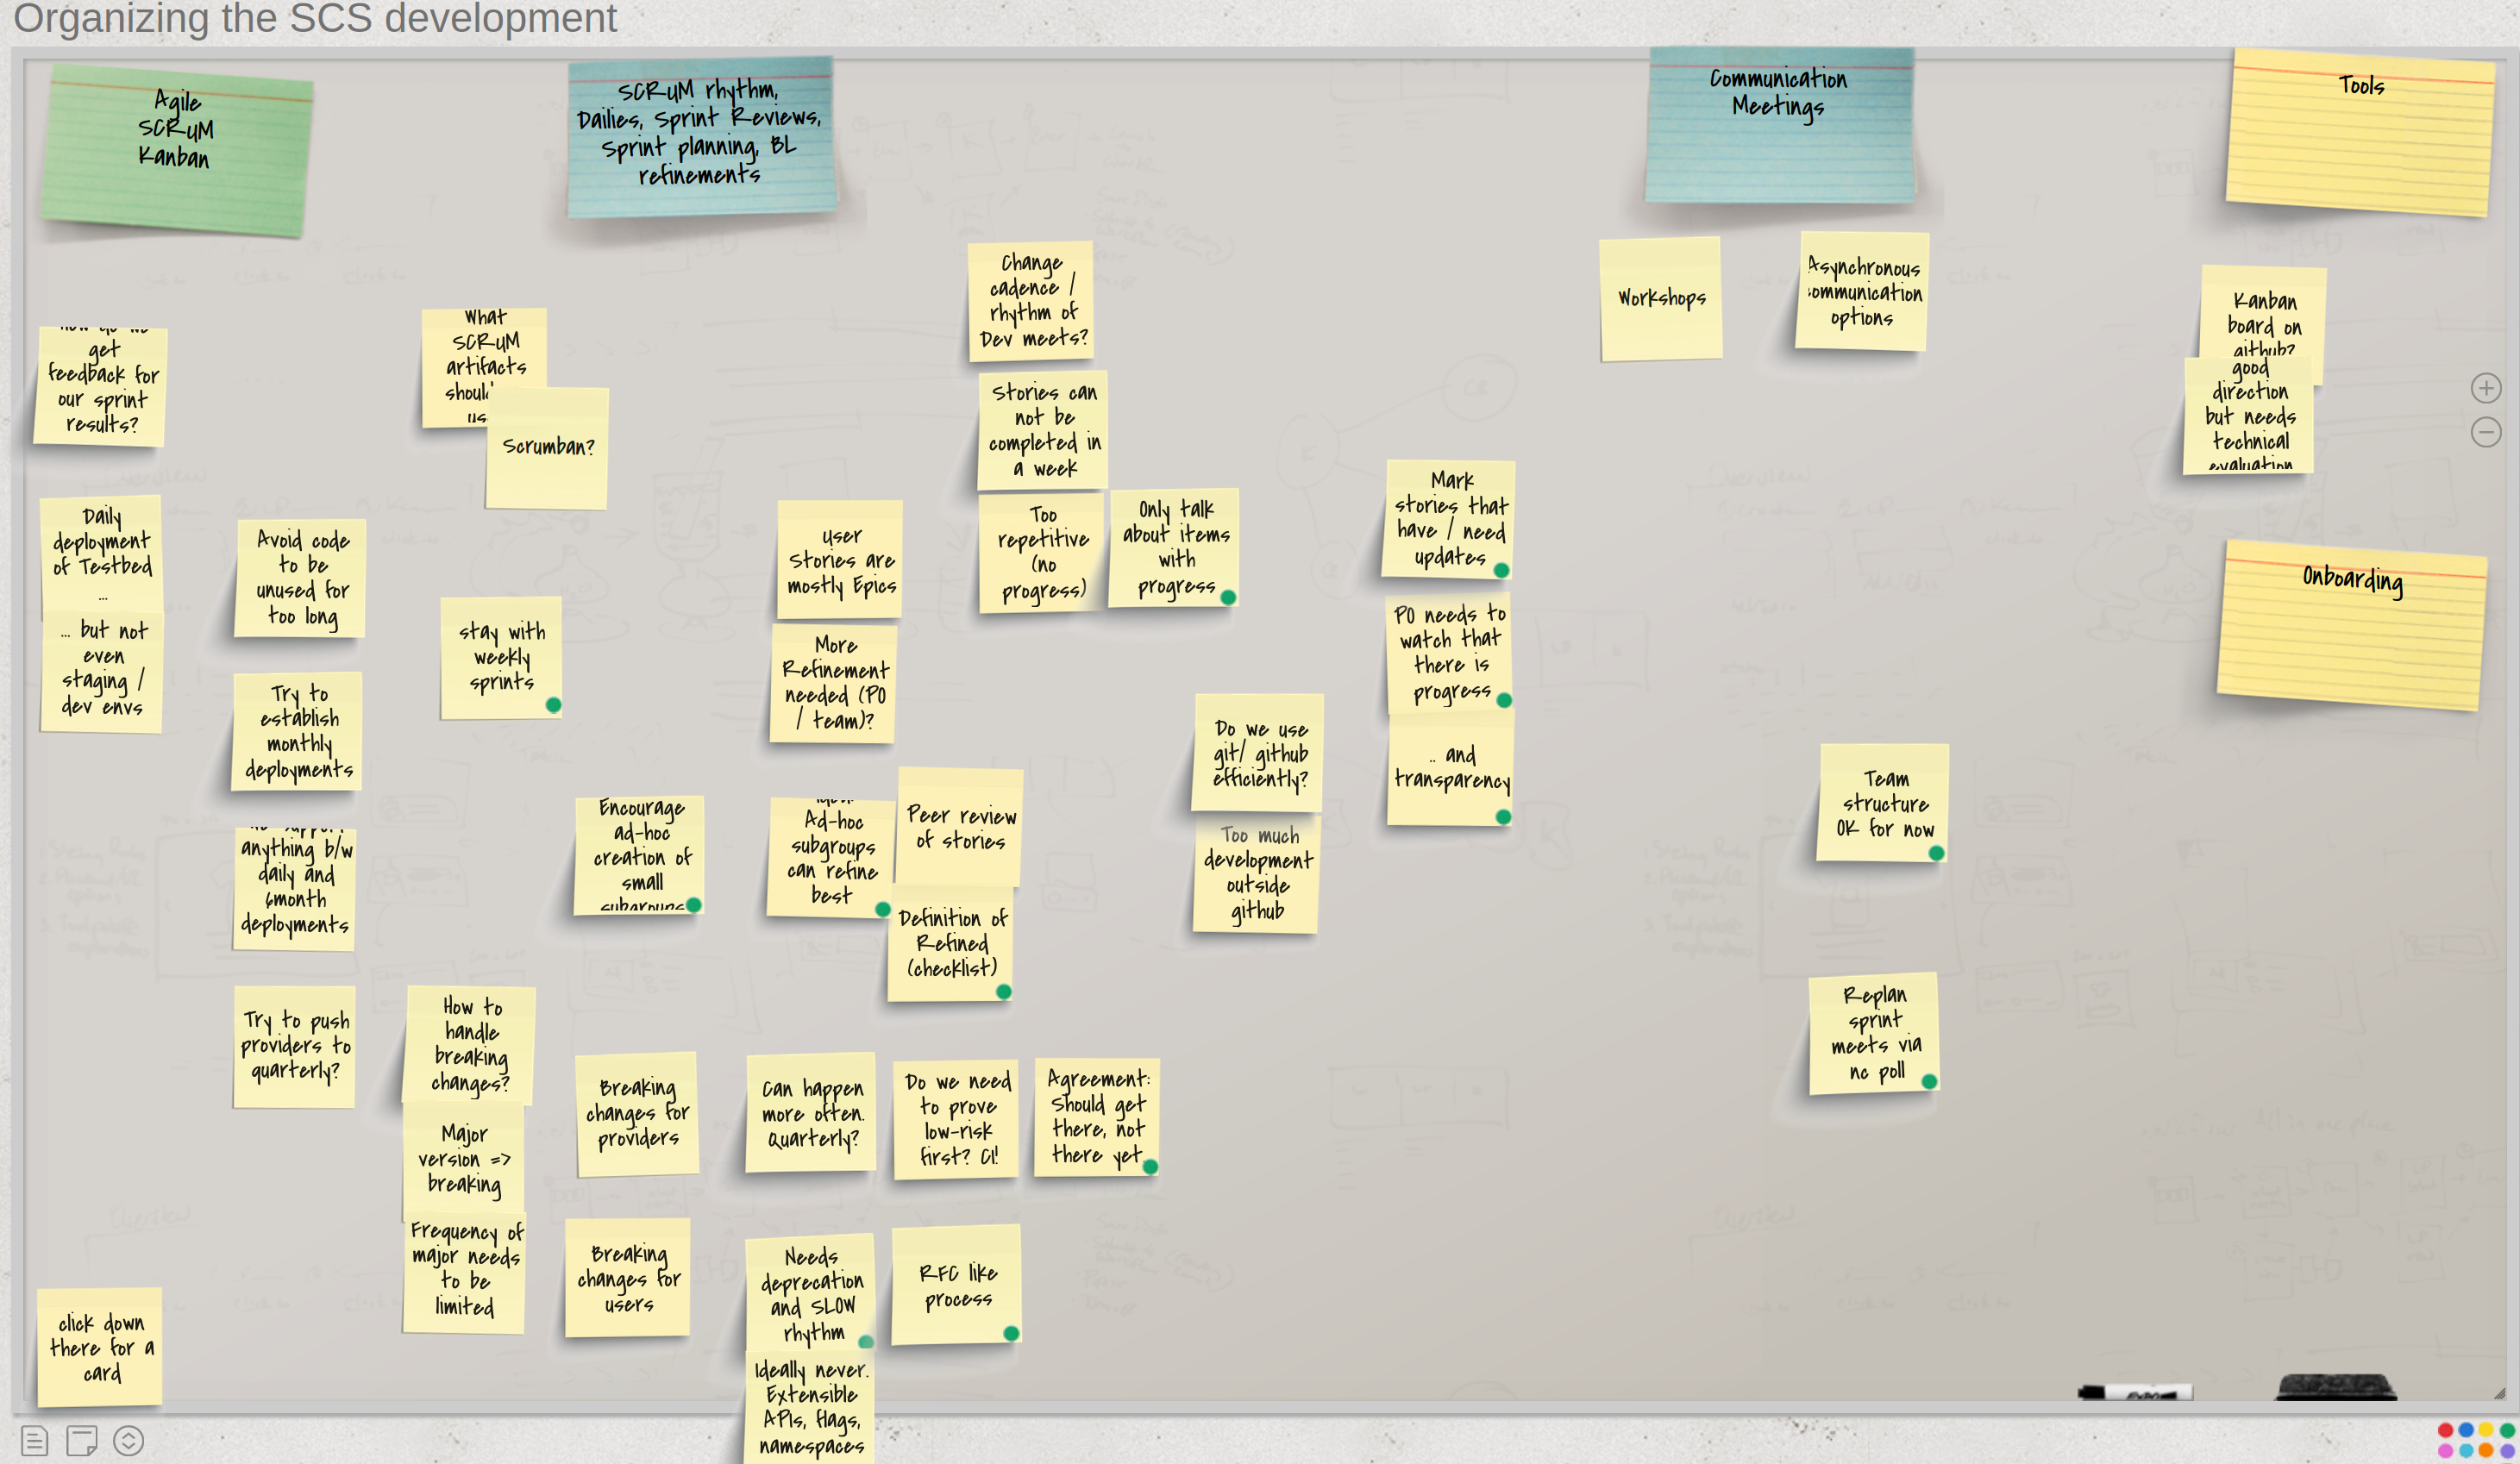 Organizing the SCS development
Agile
SCRUM
Kanban
SCRUM rhythm,
Dailies, Sprint Reviews,
Sprint planning, BL
refinements
Communication
Meetings
Tools
get
feedback for
our sprint
results?
What
SCRUM
artifacts
Scrumban?
Change
cadence /
rhythm of
Dev meets?
Stories can
not be
completed in
a week
Too
repetitive
(no
progress)
Only talk
about items
with
progress
Workshops
Asynchronous
communication
options
Kanban
board on
github?
good
direction
but needs
technical
evaluation
Mark
stories that
have / need
updates
PO needs to
watch that
there is
progress
.. and
transparency
Daily
deployment
of Testbed
...
... but not
even
staging /
dev envs
Avoid code
to be
unused for
too long
Try to
establish
monthly
deployments
anything b/w
daily and
6month
deployments
Try to push
providers to
quarterly?
stay with
weekly
sprints
User
Stories are
mostly Epics
More
Refinement
needed (PO
/ team)?
Onboarding
Do we use
git/ github
efficiently?
Too much
development
outside
github
Team
structure
OK for now
Encourage
ad-hoc
creation of
small
subgroups
Ad-hoc
subgroups
can refine
best
Peer review
of stories
Definition of
Refined
(checklist)
Replan
sprint
meets via
nc poll
How to
handle
breaking
changes?
Major
version =>
breaking
Frequency of
major needs
to be
limited
Breaking
changes for
providers
Can happen
more often.
Quarterly?
Do we need
to prove
low-risk
first? CI!
Agreement:
Should get
there, not
there yet.
Breaking
changes for
users
Needs
deprecation
and SLOW
rhythm
RFC like
process
Ideally never.
Extensible
APIs, flags,
namespaces
click down
there for a
card